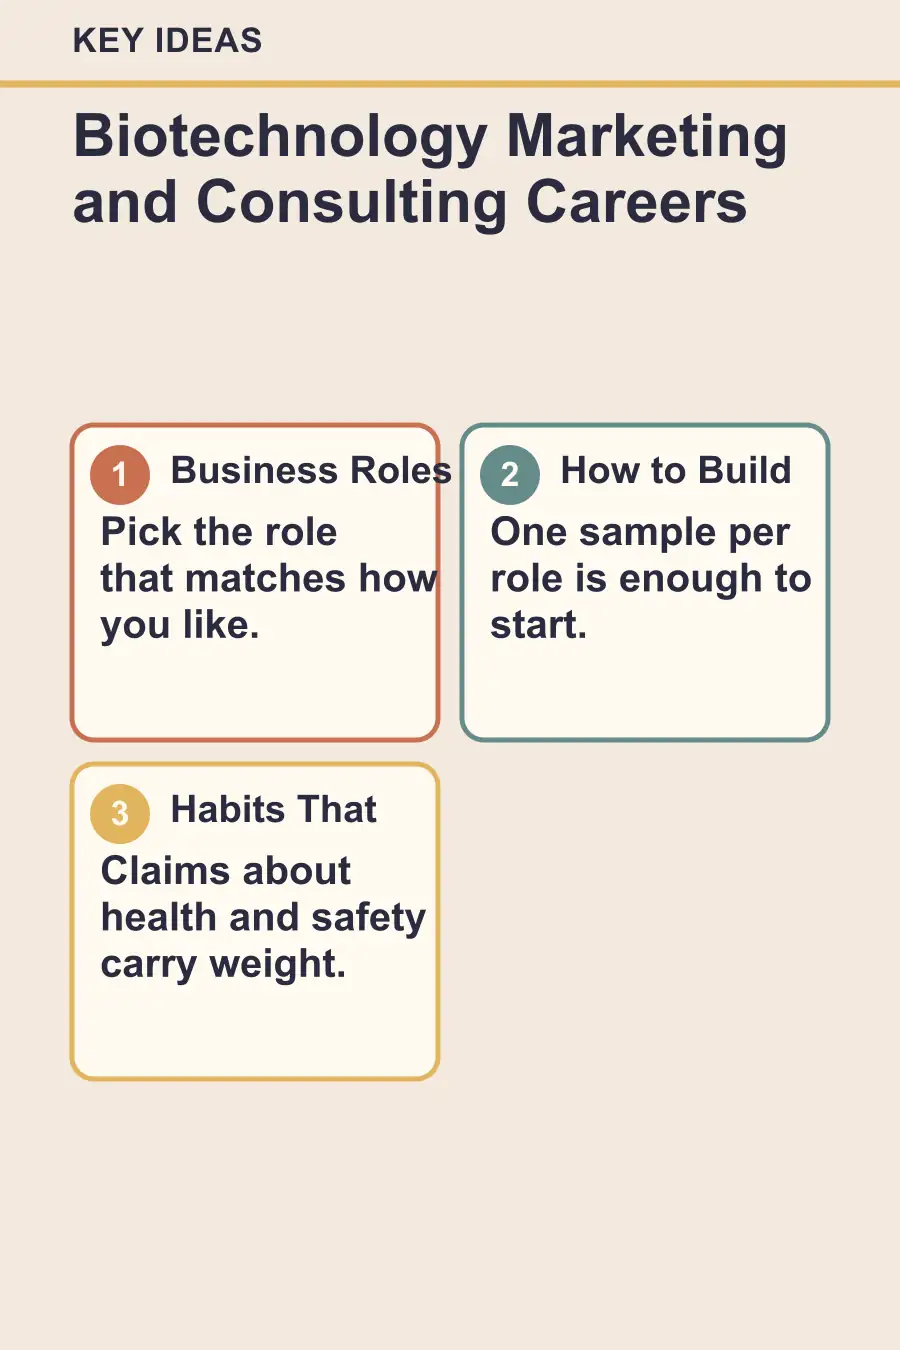 KEY IDEAS
Biotechnology Marketing
and Consulting Careers
1 Business Roles
Pick the role
that matches how
you like.
2 How to Build
One sample per
role is enough to
start.
3 Habits That
Claims about
health and safety
carry weight.